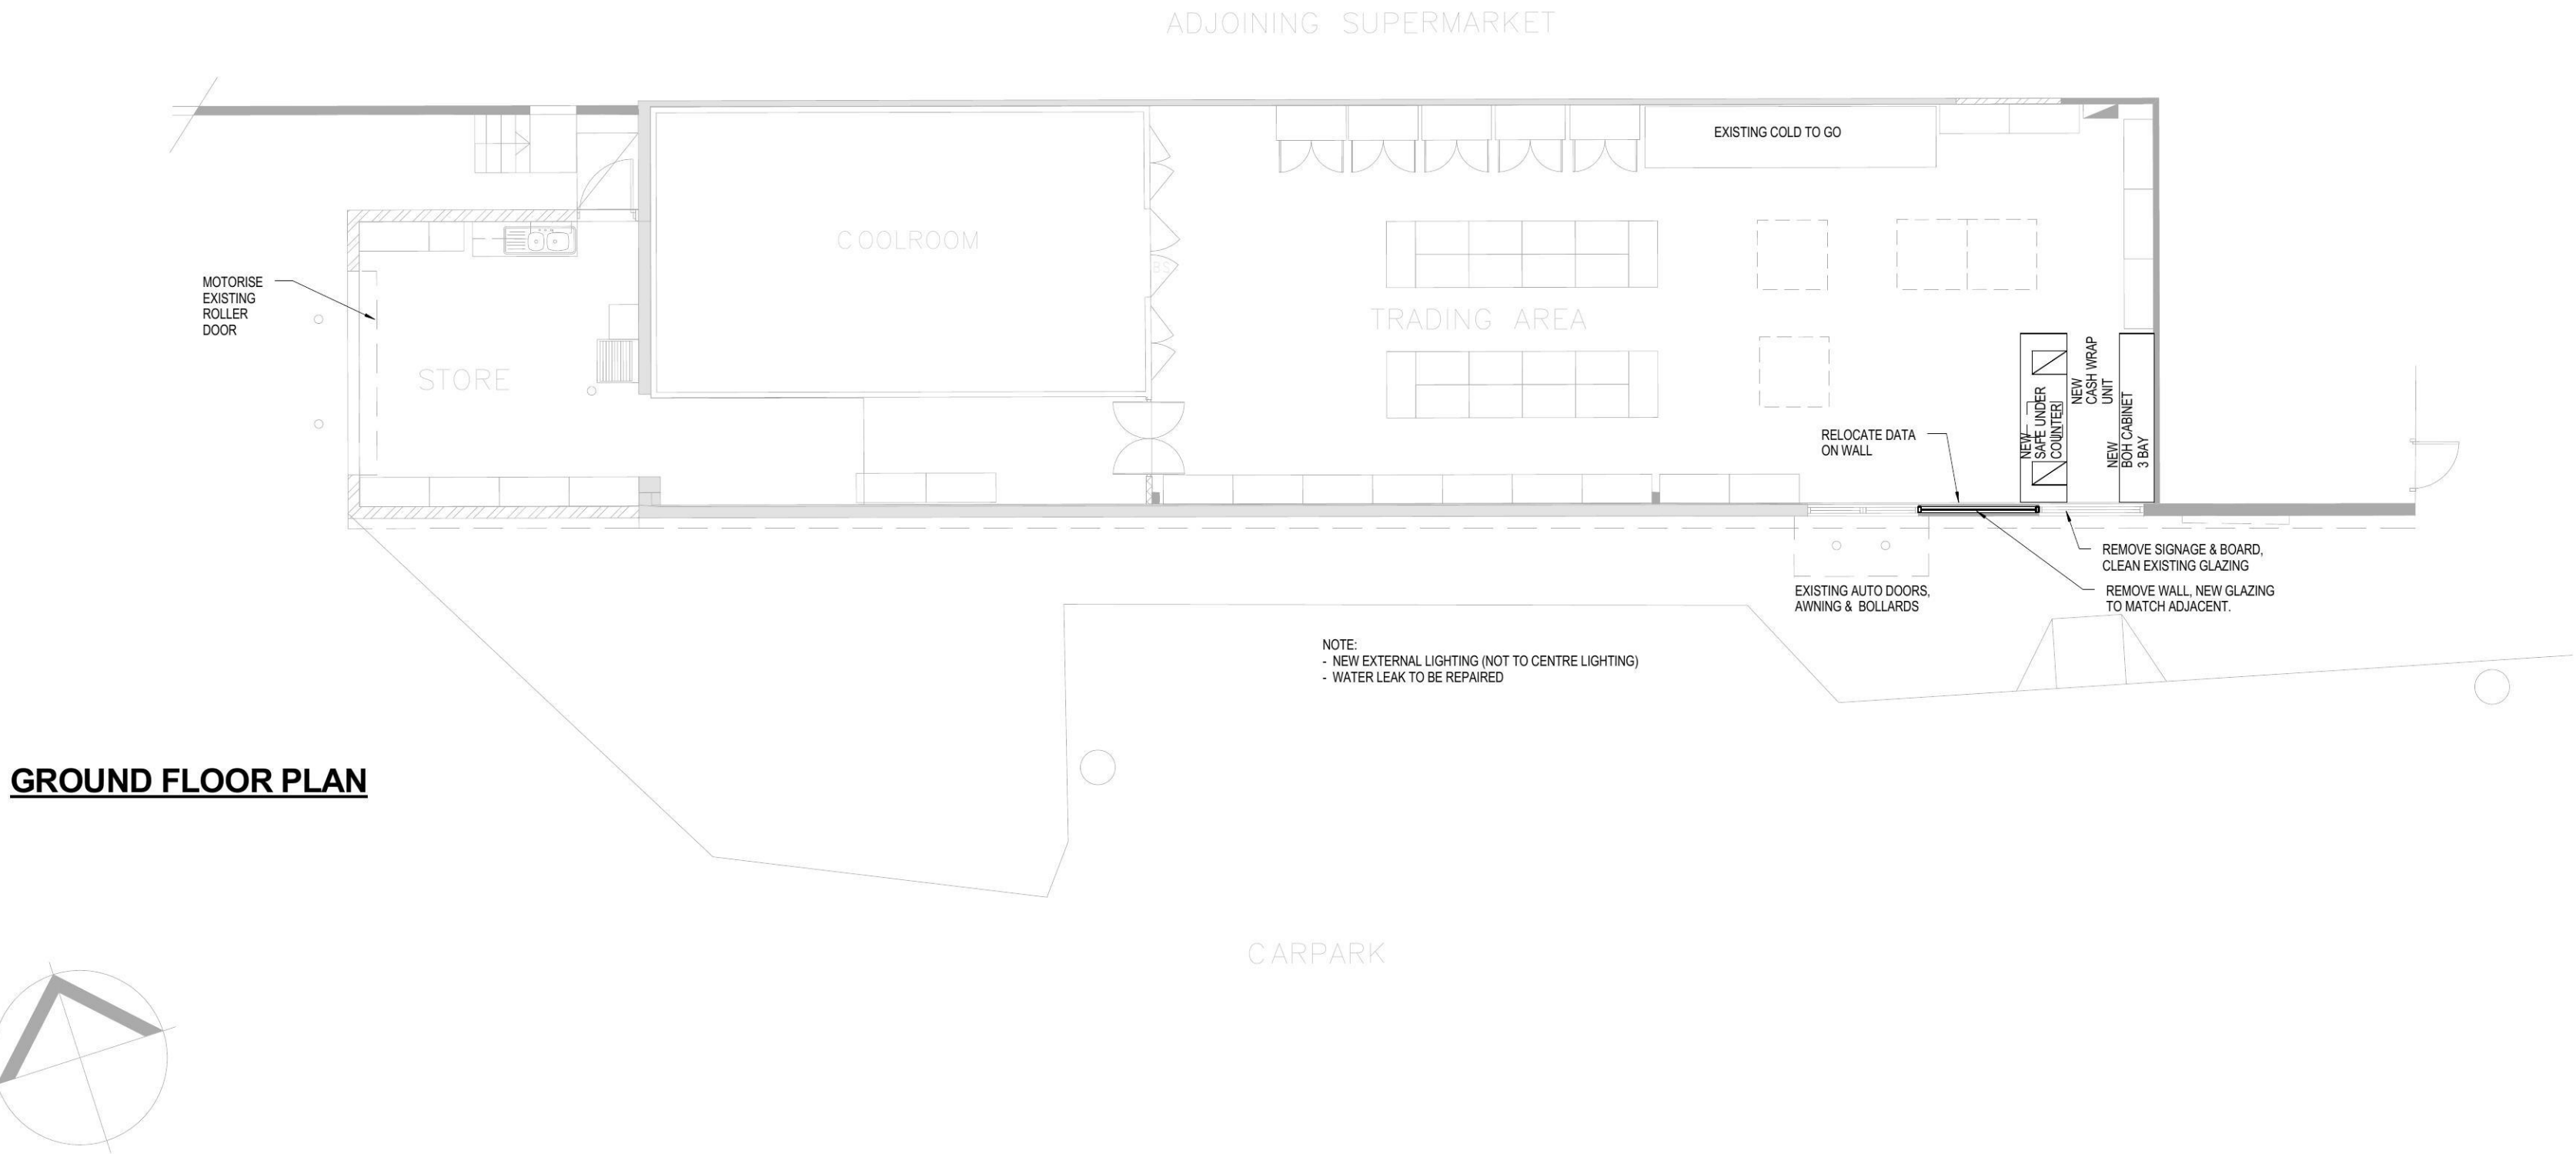 ADJOINING SUPERMARKET
EXISTING COLD TO GO
COOLROOM
BS
MOTORISE
EXISTING
ROLLER
DOOR
TRADING AREA
STORE
NEW
SAFE UNDER
COUNTER
NEW
CASH WRAP
UNIT
NEW
BOH CABINET
3 BAY
RELOCATE DATA
ON WALL
REMOVE SIGNAGE & BOARD,
CLEAN EXISTING GLAZING
EXISTING AUTO DOORS,
AWNING & BOLLARDS
REMOVE WALL, NEW GLAZING
TO MATCH ADJACENT.
NOTE:
- NEW EXTERNAL LIGHTING (NOT TO CENTRE LIGHTING)
- WATER LEAK TO BE REPAIRED
GROUND FLOOR PLAN
CARPARK